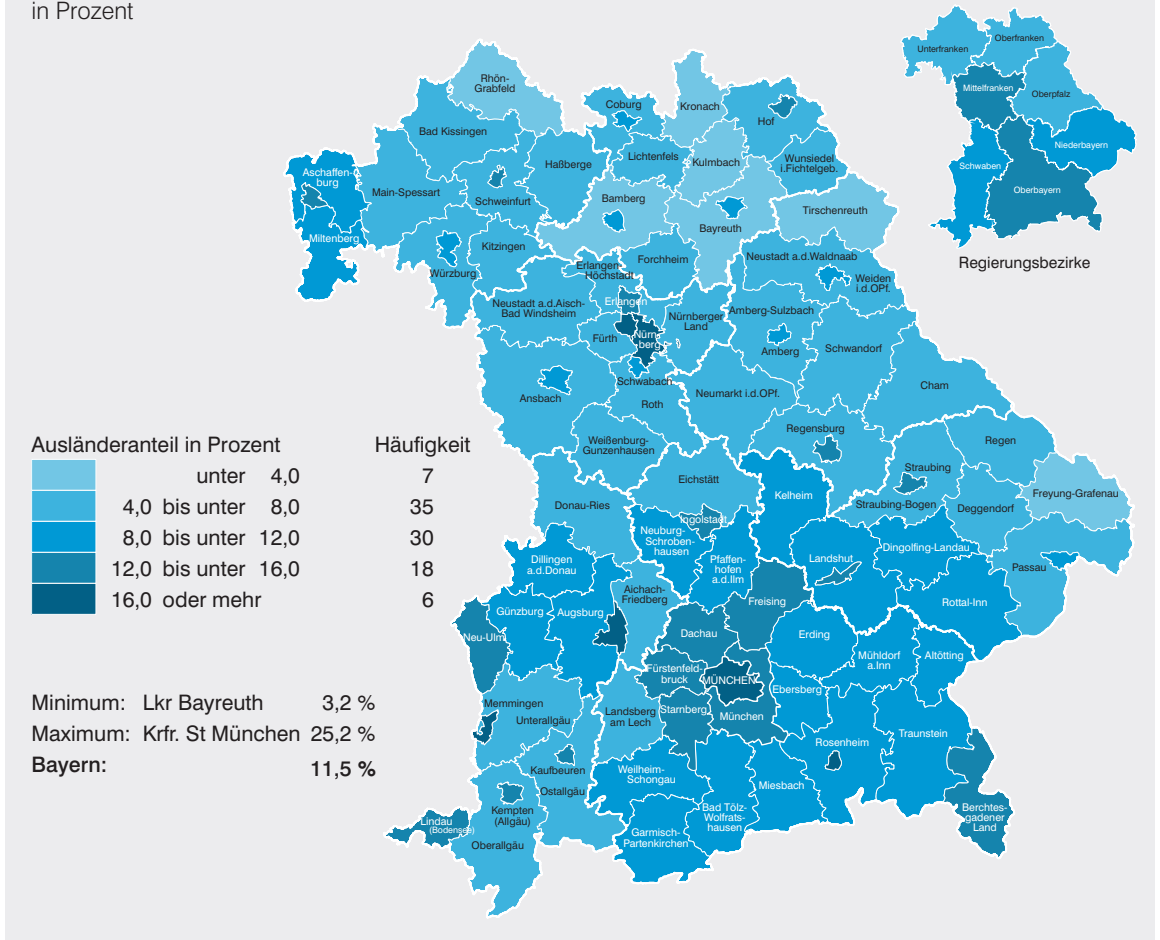 in Prozent
Unterfranken
Oberfranken
Mittelfranken
Oberpfalz
Niederbayern
Schwaben
Oberbayern
Regierungsbezirke
Rhön-
Grabfeld
Coburg
Kronach
Hof
Bad Kissingen
Lichtenfels
Kulmbach
Wunsiedel
i.Fichtelgeb.
Haßberge
Aschaffen-
burg
Main-Spessart
Schweinfurt
Bamberg
Bayreuth
Tirschenreuth
Miltenberg
Würzburg
Kitzingen
Forchheim
Erlangen-
Höchstadt
Neustadt a.d.Waldnaab
Weiden
i.d.OPf.
Neustadt a.d.Aisch-
Bad Windsheim
Erlangen
Nürnberger
Land
Amberg-Sulzbach
Fürth
Nürn-
berg
Amberg
Schwandorf
Ansbach
Schwabach
Roth
Neumarkt i.d.OPf.
Cham
Weißenburg-
Gunzenhausen
Regensburg
Regen
Eichstätt
Straubing
Kelheim
Freyung-Grafenau
Donau-Ries
Ingolstadt
Straubing-Bogen
Deggendorf
Neuburg-
Schroben-
hausen
Dillingen
a.d.Donau
Pfaffen-
hofen
a.d.Ilm
Landshut
Dingolfing-Landau
Passau
Aichach-
Friedberg
Freising
Rottal-Inn
Günzburg
Augsburg
Neu-Ulm
Dachau
Erding
Mühldorf
a.Inn
Altötting
Fürstenfeld-
bruck
MÜNCHEN
Ebersberg
Memmingen
Unterallgäu
Landsberg
am Lech
Starnberg
München
Rosenheim
Traunstein
Kaufbeuren
Ostallgäu
Weilheim-
Schongau
Miesbach
Kempten
(Allgäu)
Bad Tölz-
Wolfrats-
hausen
Berchtes-
gadener
Land
Lindau
(Bodensee)
Oberallgäu
Garmisch-
Partenkirchen
Ausländeranteil in Prozent Häufigkeit
unter 4,0 7
4,0 bis unter 8,0 35
8,0 bis unter 12,0 30
12,0 bis unter 16,0 18
16,0 oder mehr 6
Minimum: Lkr Bayreuth 3,2 %
Maximum: Krfr. St München 25,2 %
Bayern: 11,5 %